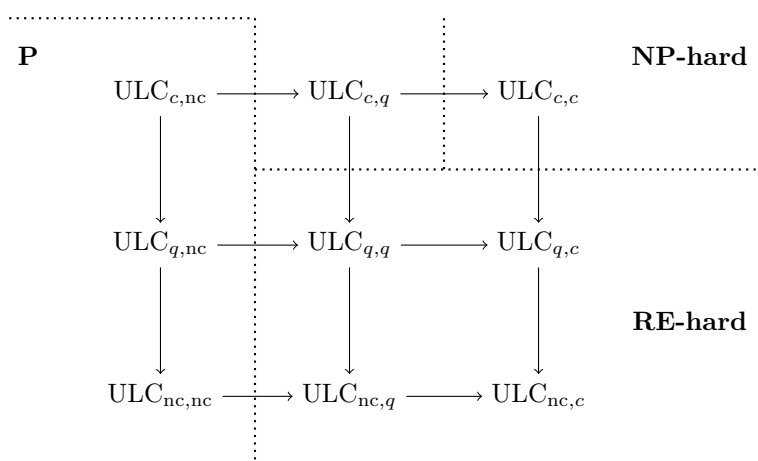 P
NP-hard
ULC_{c,nc} ULC_{c,q} ULC_{c,c}
ULC_{q,nc} ULC_{q,q} ULC_{q,c}
RE-hard
ULC_{nc,nc} ULC_{nc,q} ULC_{nc,c}